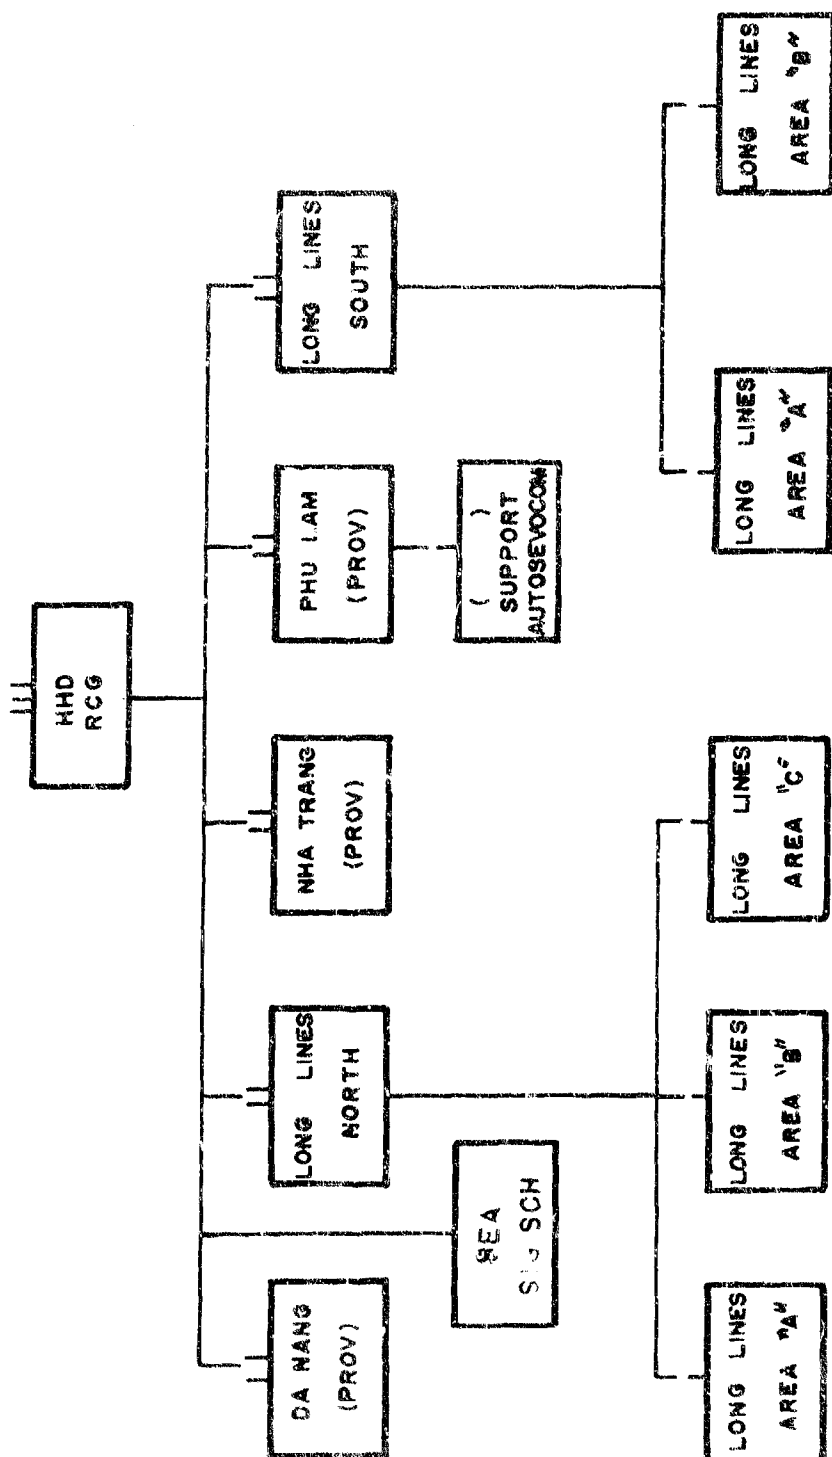 HHD
RCG
DA NANG
(PROV)
LONG LINES
NORTH
NHA TRANG
(PROV)
PHU LAM
(PROV)
LONG LINES
SOUTH
SEA
SIG SCH
( )
SUPPORT
AUTOSEVOCOM
LONG LINES
AREA "A"
LONG LINES
AREA "B"
LONG LINES
AREA "C"
LONG LINES
AREA "A"
LONG LINES
AREA "B"